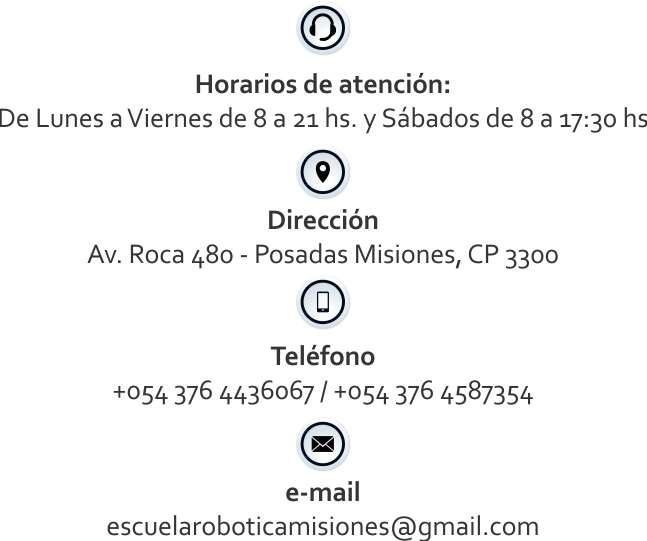 Horarios de atención:
De Lunes a Viernes de 8 a 21 hs. y Sábados de 8 a 17:30 hs
Dirección
Av. Roca 480 - Posadas Misiones, CP 3300
Teléfono
+054 376 4436067 / +054 376 4587354
e-mail
escuelaroboticamisiones@gmail.com